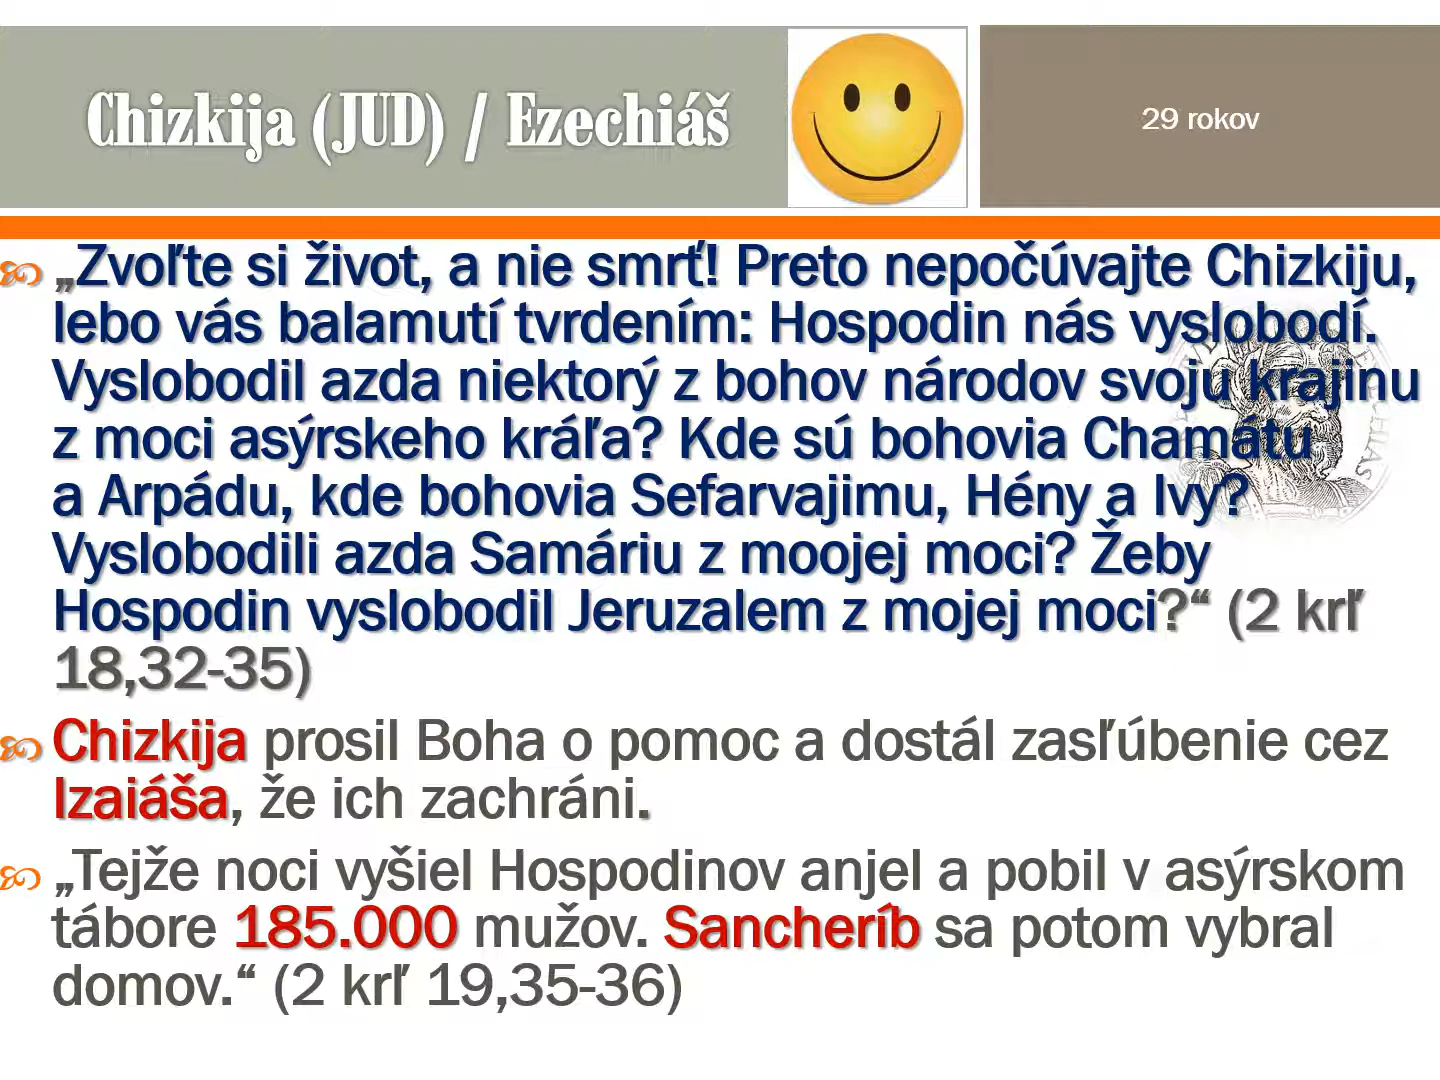 Chizkija (JUD) / Ezechiáš
29 rokov
„Zvoľte si život, a nie smrť! Preto nepočúvajte Chizkiju,
lebo vás balamutí tvrdením: Hospodin nás vyslobodí.
Vyslobodil azda niektorý z bohov národov svoju krajinu
z moci asýrskeho kráľa? Kde sú bohovia Chamátu
a Arpádu, kde bohovia Sefarvajimu, Hény a Ivy?
Vyslobodili azda Samáriu z moojej moci? Žeby
Hospodin vyslobodil Jeruzalem z mojej moci?“ (2 krľ
18,32-35)
Chizkija prosil Boha o pomoc a dostál zasľúbenie cez
Izaiáša, že ich zachráni.
„Tejže noci vyšiel Hospodinov anjel a pobil v asýrskom
tábore 185.000 mužov. Sancheríb sa potom vybral
domov.“ (2 krľ 19,35-36)